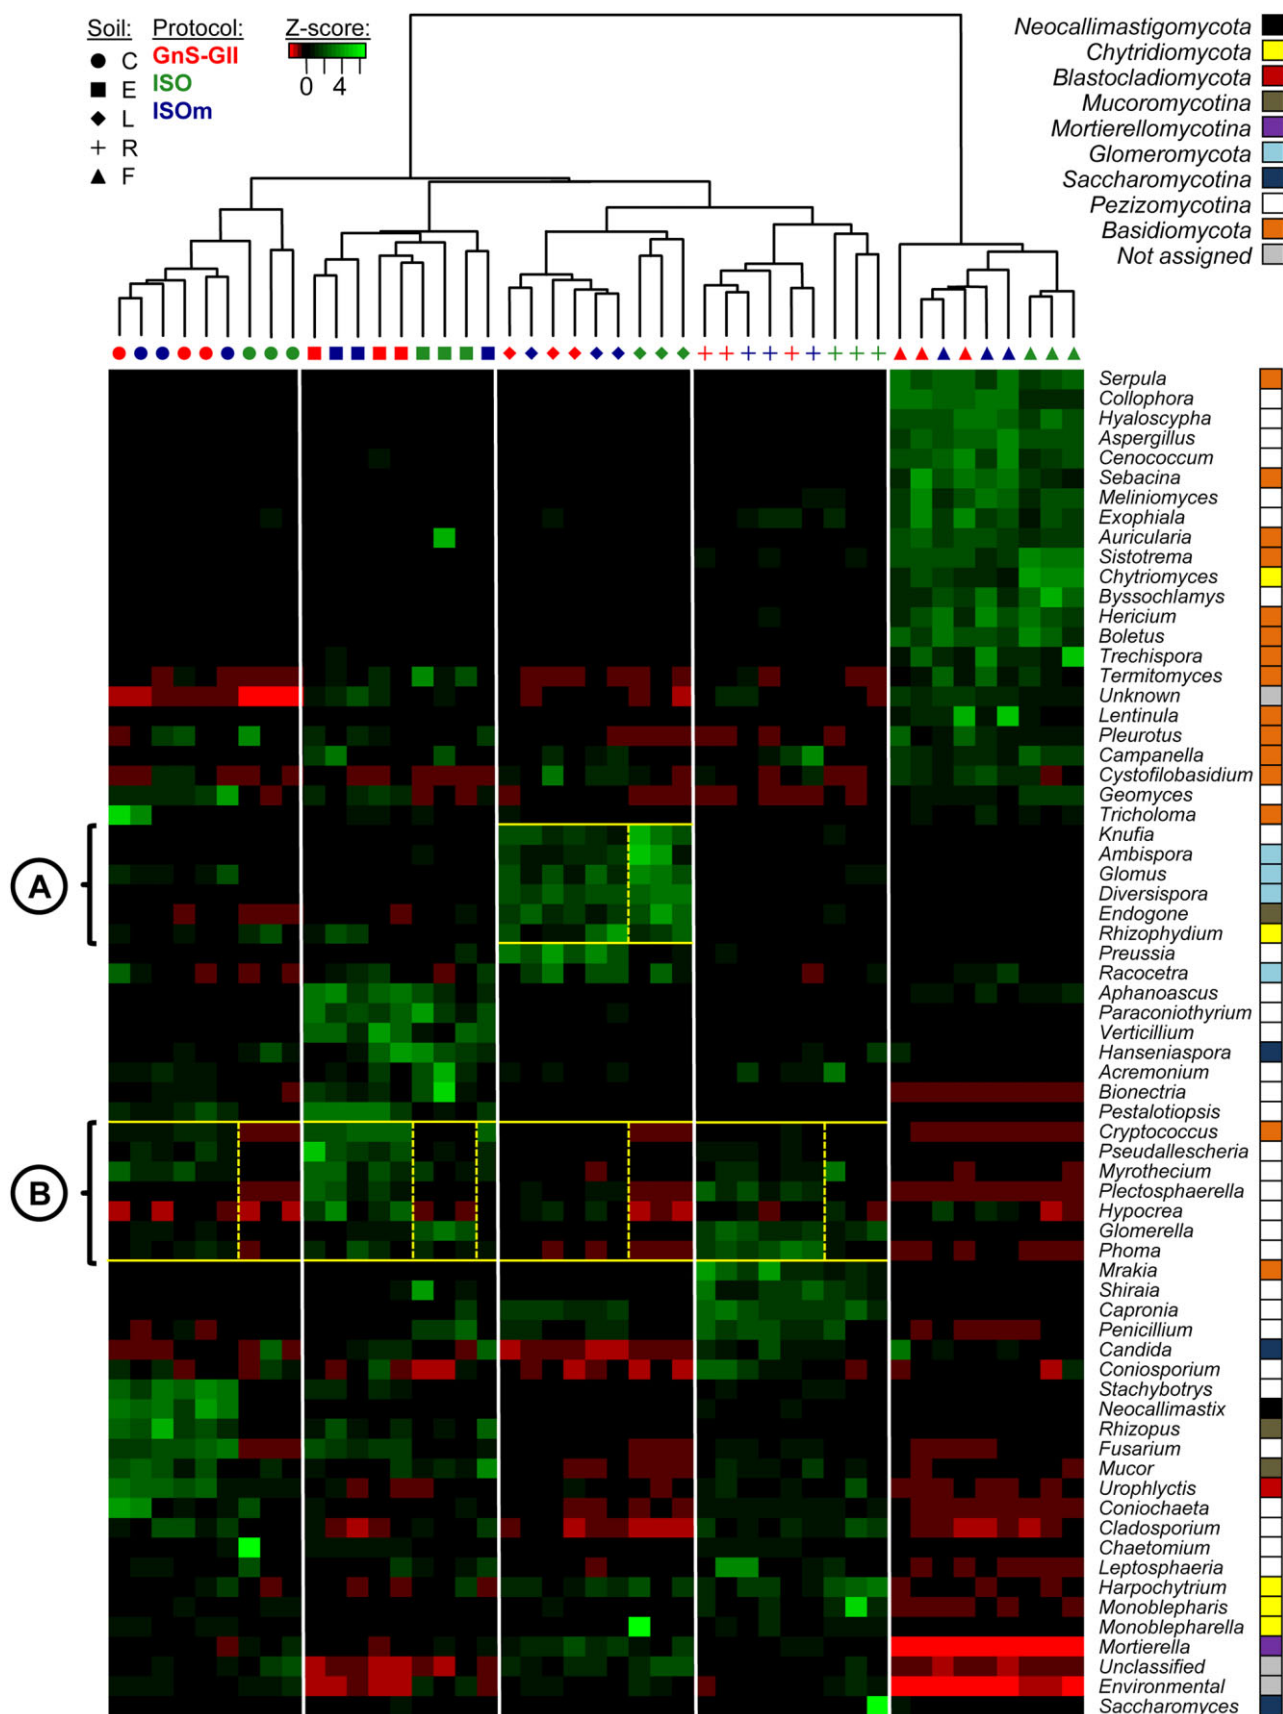 Soil:
C
E
L
R
F
Protocol:
GnS-GII
ISO
ISOm
Z-score:
0 4
Neocallimastigomycota
Chytridiomycota
Blastocladiomycota
Mucoromycotina
Mortierellomycotina
Glomeromycota
Saccharomycotina
Pezizomycotina
Basidiomycota
Not assigned
Serpula
Collophora
Hyaloscypha
Aspergillus
Cenococcum
Sebacina
Meliniomyces
Exophiala
Auricularia
Sistotrema
Chytriomyces
Byssochlamys
Hericium
Boletus
Trechispora
Termitomyces
Unknown
Lentinula
Pleurotus
Campanella
Cystofilobasidium
Geomyces
Tricholoma
A
Knufia
Ambispora
Glomus
Diversispora
Endogone
Rhizophydium
Preussia
Racocetra
Aphanoascus
Paraconiothyrium
Verticillium
Hanseniaspora
Acremonium
Bionectria
Pestalotiopsis
B
Cryptococcus
Pseudallescheria
Myrothecium
Plectosphaerella
Hypocrea
Glomerella
Phoma
Mrakia
Shiraia
Capronia
Penicillium
Candida
Coniosporium
Stachybotrys
Neocallimastix
Rhizopus
Fusarium
Mucor
Urophlyctis
Coniochaeta
Cladosporium
Chaetomium
Leptosphaeria
Harpochytrium
Monoblepharis
Monoblepharella
Mortierella
Unclassified
Environmental
Saccharomyces